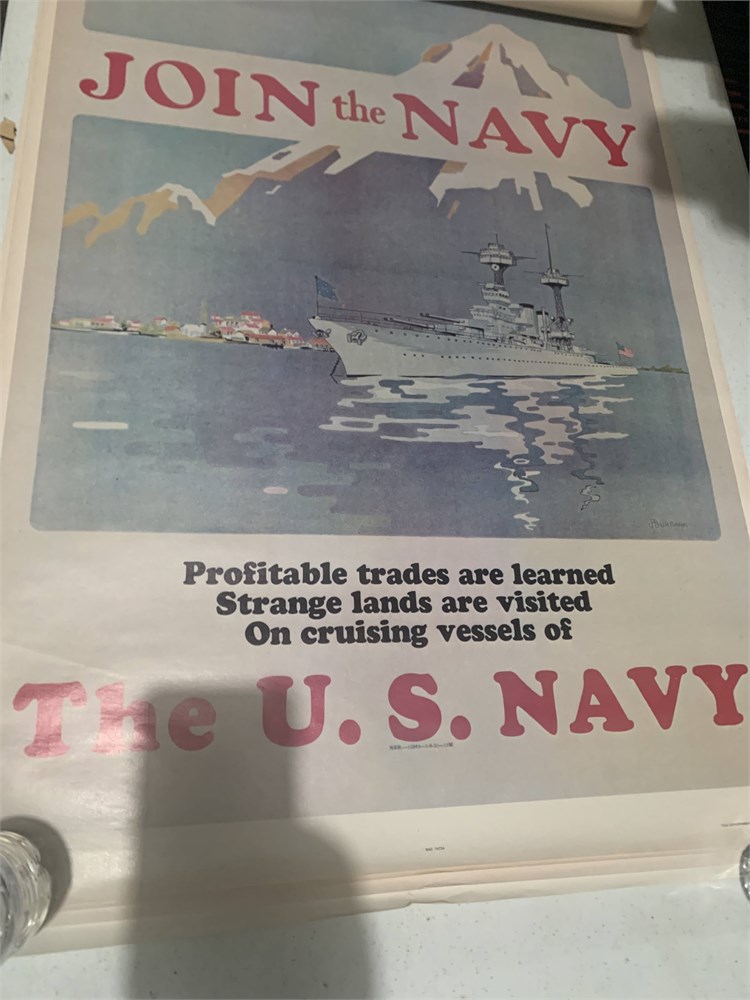 JOIN the NAVY
Profitable trades are learned
Strange lands are visited
On cruising vessels of
The U. S. NAVY